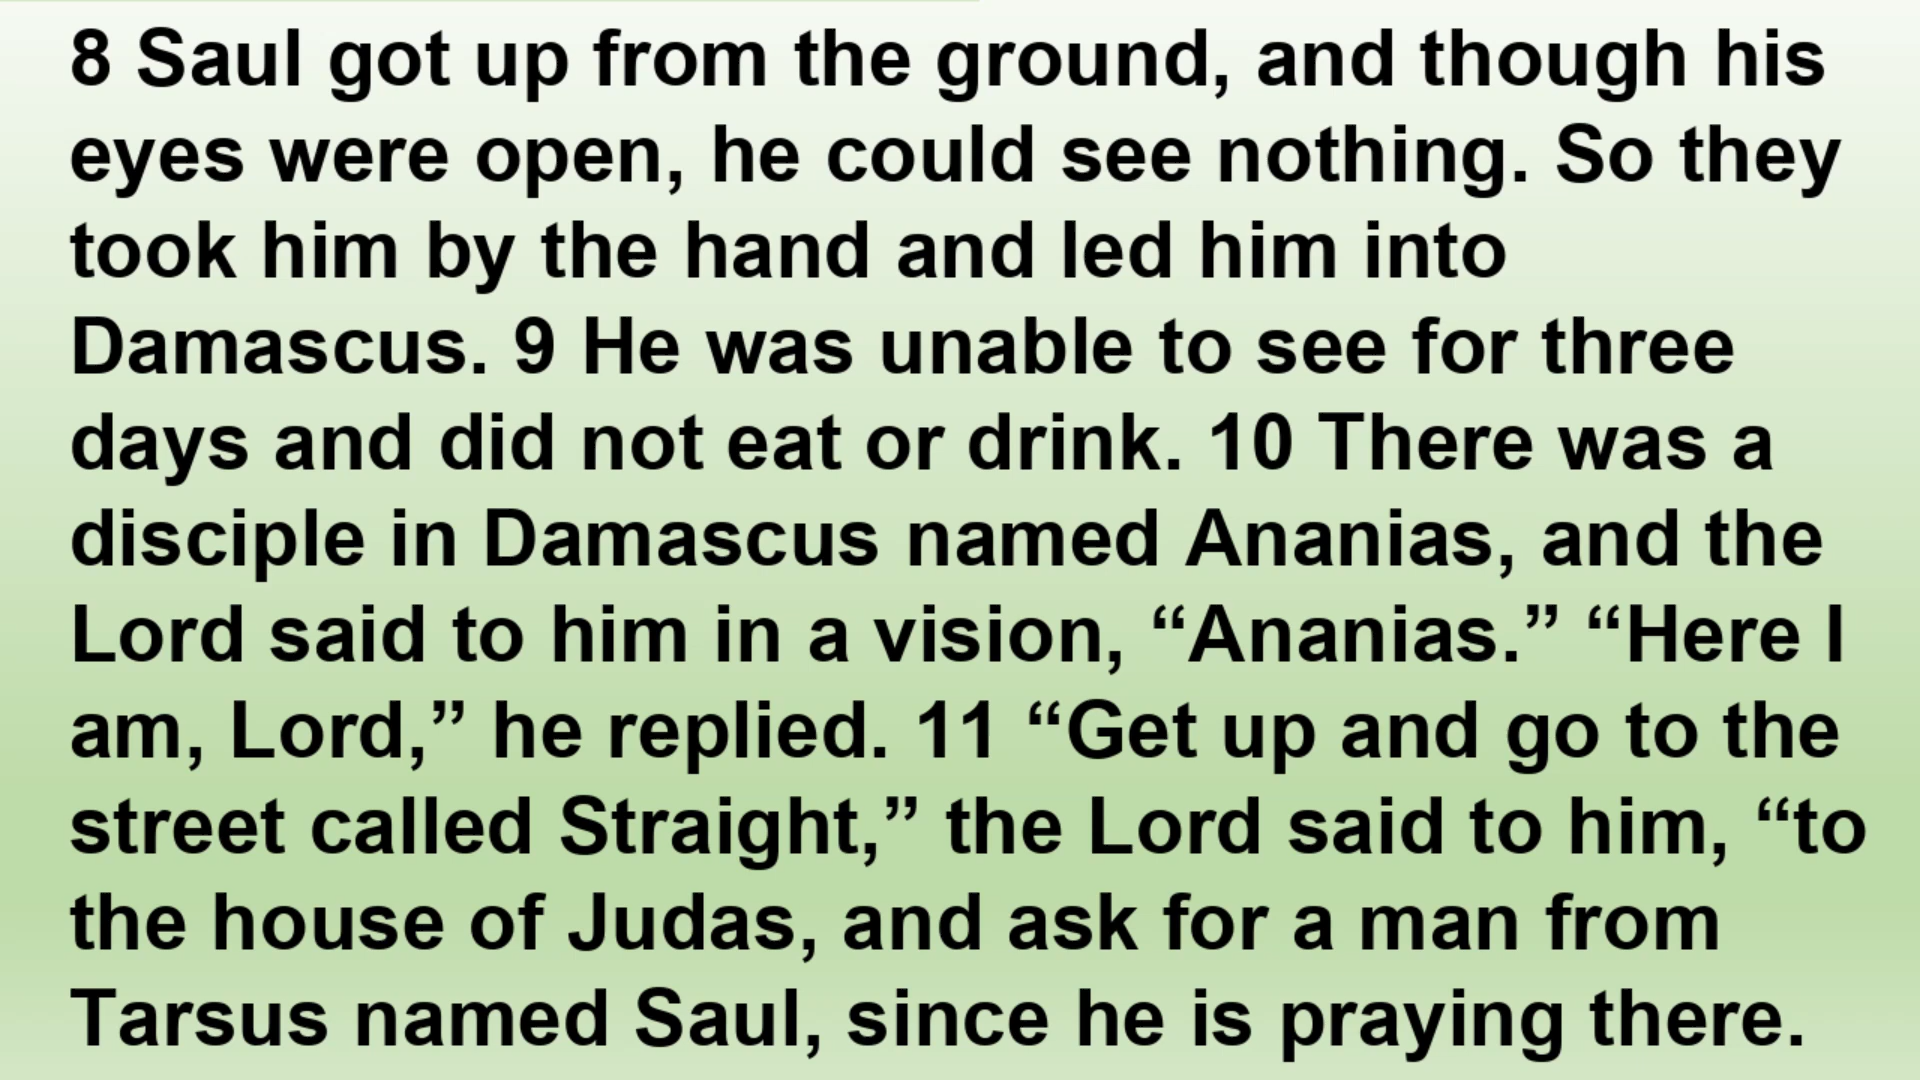 8 Saul got up from the ground, and though his
eyes were open, he could see nothing. So they
took him by the hand and led him into
Damascus. 9 He was unable to see for three
days and did not eat or drink. 10 There was a
disciple in Damascus named Ananias, and the
Lord said to him in a vision, “Ananias.” “Here I
am, Lord,” he replied. 11 “Get up and go to the
street called Straight,” the Lord said to him, “to
the house of Judas, and ask for a man from
Tarsus named Saul, since he is praying there.